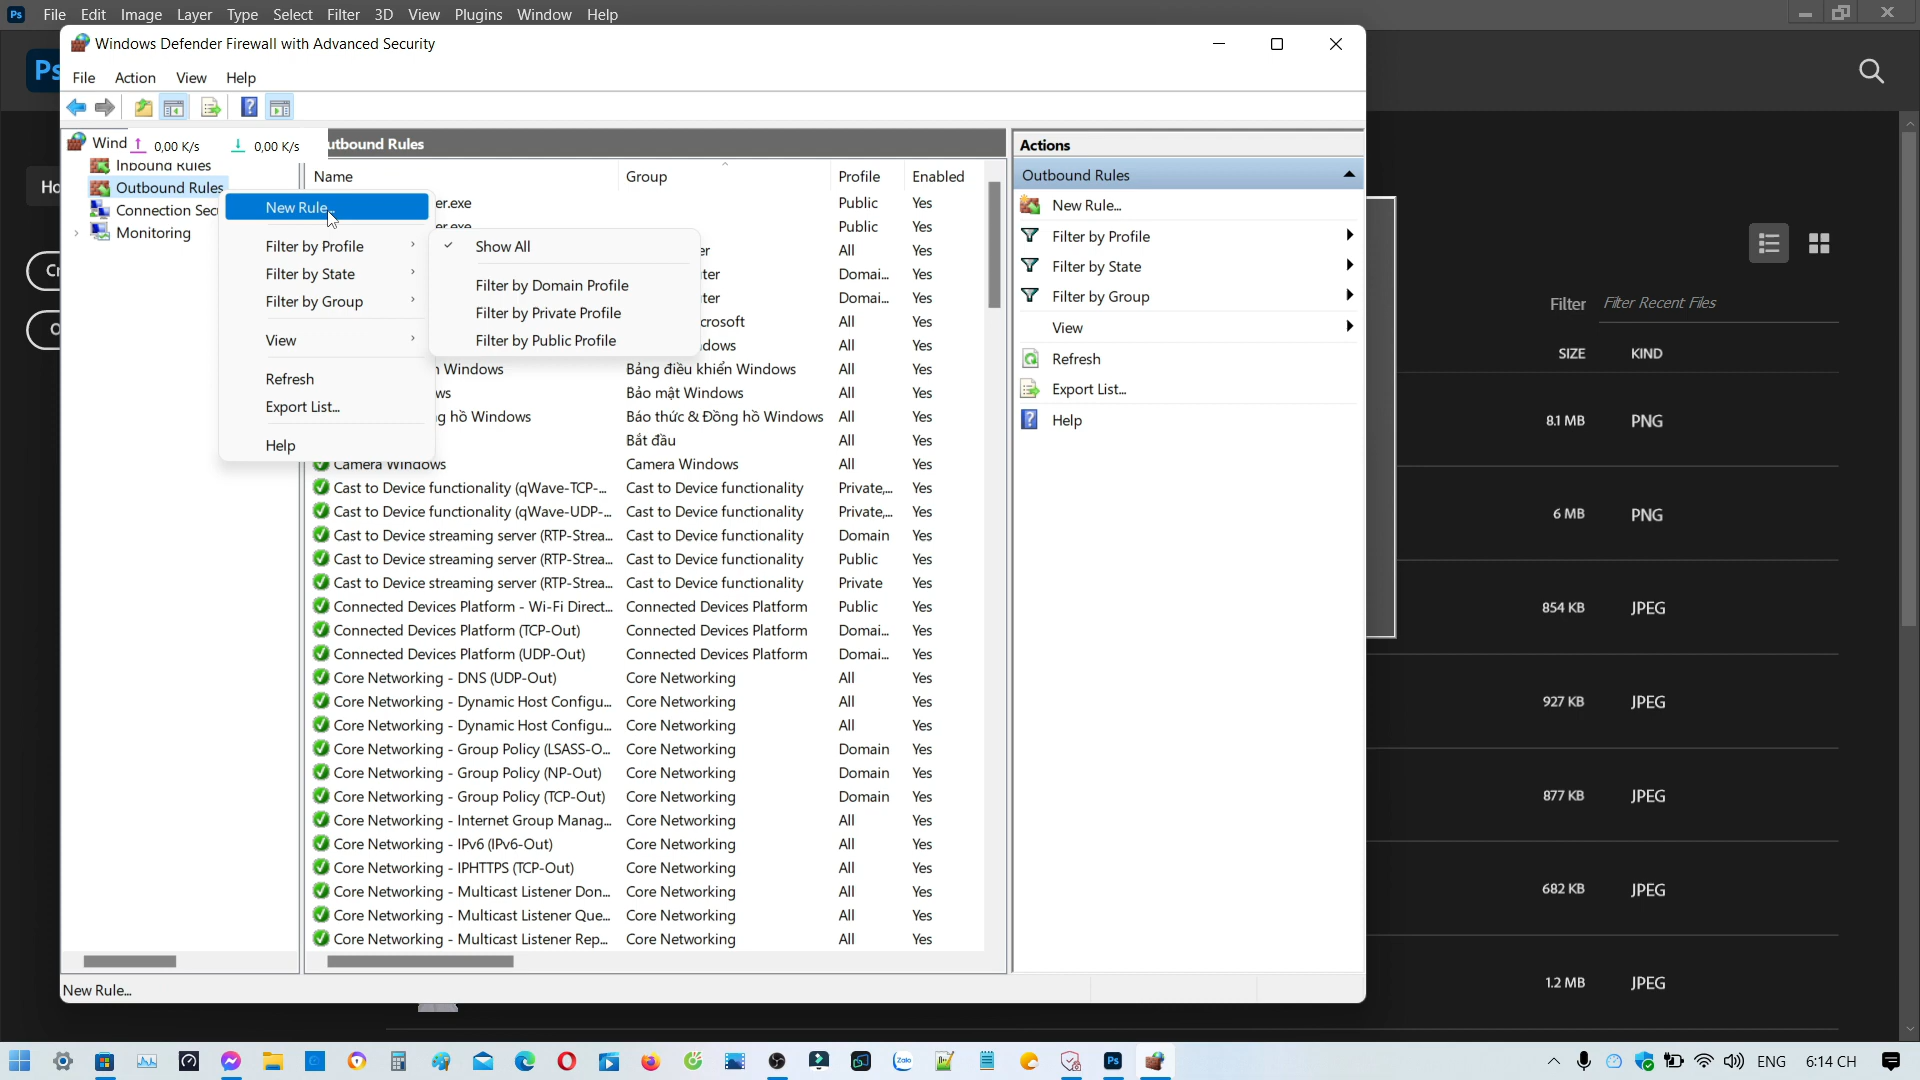 Ps File Edit Image Layer Type Select Filter 3D View Plugins Window Help
Ps
Windows Defender Firewall with Advanced Security
File Action View Help
Wind 0,00 K/s 0,00 K/s
Inbound Rules
Outbound Rules
Connection Secu
Monitoring
utbound Rules
Name Group Profile Enabled
er.exe Public Yes
er.exe Public Yes
er All Yes
ter Domai... Yes
ter Domai... Yes
crosoft All Yes
dows All Yes
Windows Bảng điều khiển Windows All Yes
ws Bảo mật Windows All Yes
g hồ Windows Báo thức & Đồng hồ Windows All Yes
Bắt đầu All Yes
Camera Windows Camera Windows All Yes
Cast to Device functionality (qWave-TCP-... Cast to Device functionality Private,... Yes
Cast to Device functionality (qWave-UDP-... Cast to Device functionality Private,... Yes
Cast to Device streaming server (RTP-Strea... Cast to Device functionality Domain Yes
Cast to Device streaming server (RTP-Strea... Cast to Device functionality Public Yes
Cast to Device streaming server (RTP-Strea... Cast to Device functionality Private Yes
Connected Devices Platform - Wi-Fi Direct... Connected Devices Platform Public Yes
Connected Devices Platform (TCP-Out) Connected Devices Platform Domai... Yes
Connected Devices Platform (UDP-Out) Connected Devices Platform Domai... Yes
Core Networking - DNS (UDP-Out) Core Networking All Yes
Core Networking - Dynamic Host Configu... Core Networking All Yes
Core Networking - Dynamic Host Configu... Core Networking All Yes
Core Networking - Group Policy (LSASS-O... Core Networking Domain Yes
Core Networking - Group Policy (NP-Out) Core Networking Domain Yes
Core Networking - Group Policy (TCP-Out) Core Networking Domain Yes
Core Networking - Internet Group Manag... Core Networking All Yes
Core Networking - IPv6 (IPv6-Out) Core Networking All Yes
Core Networking - IPHTTPS (TCP-Out) Core Networking All Yes
Core Networking - Multicast Listener Don... Core Networking All Yes
Core Networking - Multicast Listener Que... Core Networking All Yes
Core Networking - Multicast Listener Rep... Core Networking All Yes
New Rule...
Filter by Profile
Filter by State
Filter by Group
View
Refresh
Export List...
Help
Show All
Filter by Domain Profile
Filter by Private Profile
Filter by Public Profile
Actions
Outbound Rules
New Rule...
Filter by Profile
Filter by State
Filter by Group
View
Refresh
Export List...
Help
New Rule...
Ho
Filter Filter Recent Files
SIZE KIND
8.1 MB PNG
6 MB PNG
854 KB JPEG
927 KB JPEG
877 KB JPEG
682 KB JPEG
1.2 MB JPEG
Zalo Ps ENG 6:14 CH